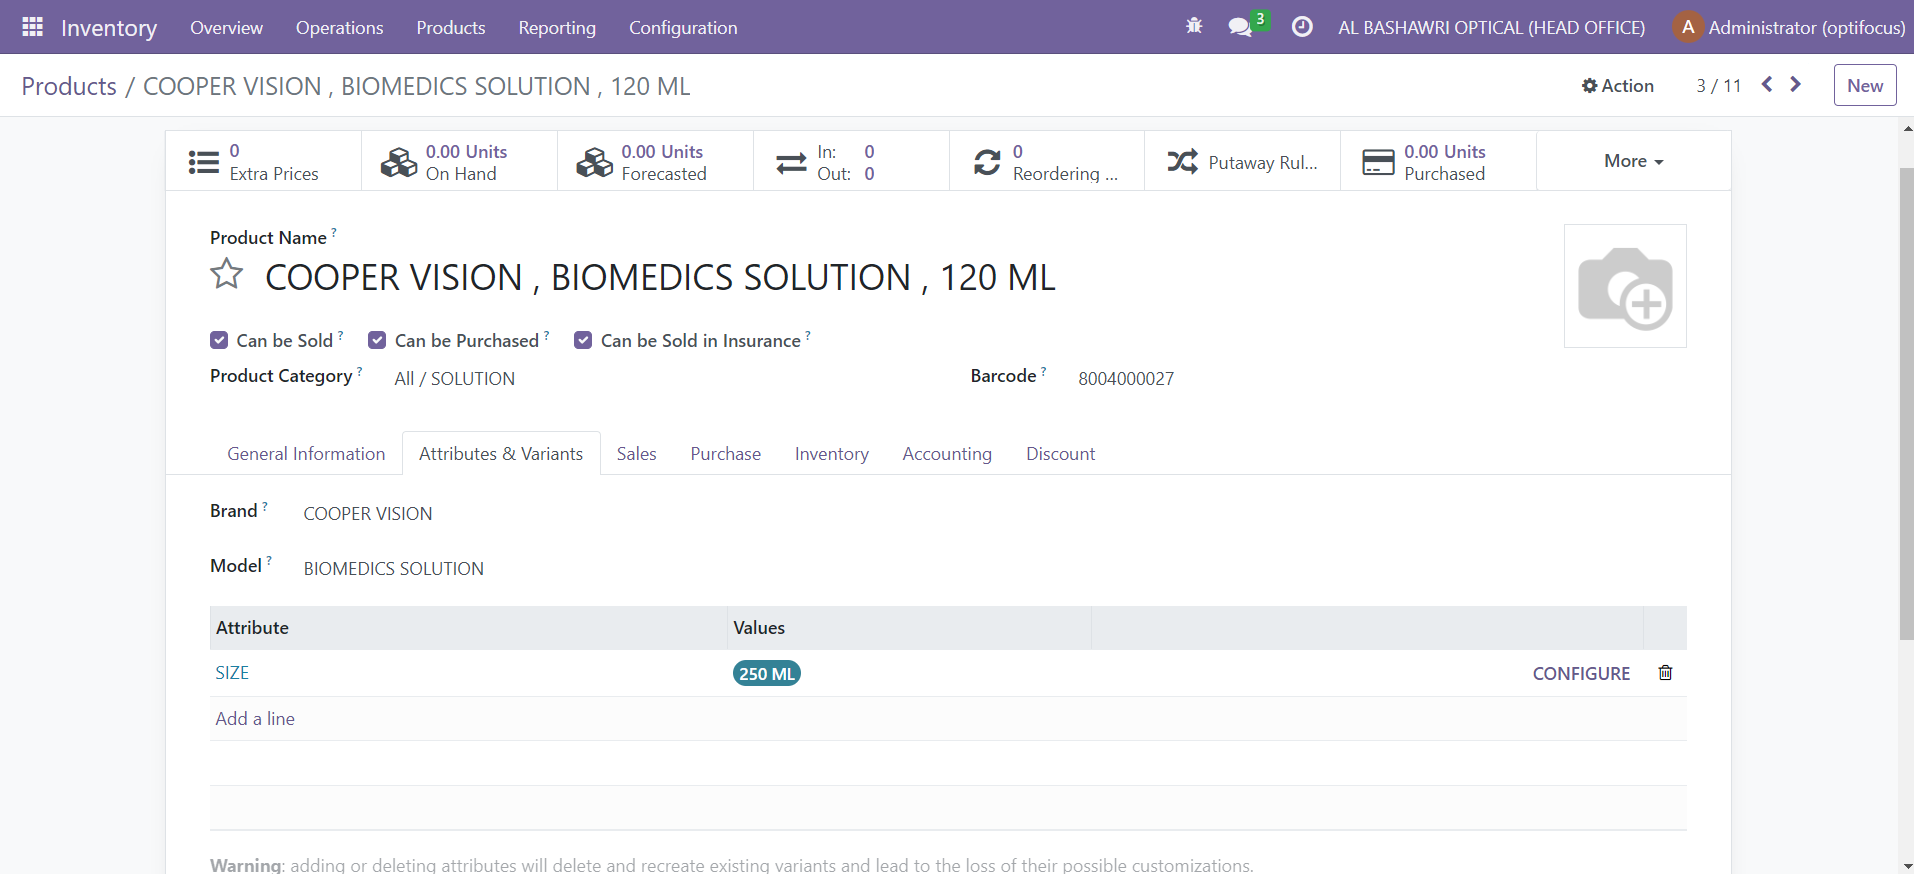 Inventory Overview Operations Products Reporting Configuration 3 AL BASHAWRI OPTICAL (HEAD OFFICE) A Administrator (optifocus)
Products / COOPER VISION , BIOMEDICS SOLUTION , 120 ML Action 3 / 11 New
0 Extra Prices
0.00 Units On Hand
0.00 Units Forecasted
In: 0 Out: 0
0 Reordering ...
Putaway Rul...
0.00 Units Purchased
More
Product Name ?
COOPER VISION , BIOMEDICS SOLUTION , 120 ML
Can be Sold ? Can be Purchased ? Can be Sold in Insurance ?
Product Category ? All / SOLUTION Barcode ? 8004000027
General Information Attributes & Variants Sales Purchase Inventory Accounting Discount
Brand ? COOPER VISION
Model ? BIOMEDICS SOLUTION
Attribute Values
SIZE 250 ML CONFIGURE
Add a line
Warning: adding or deleting attributes will delete and recreate existing variants and lead to the loss of their possible customizations.